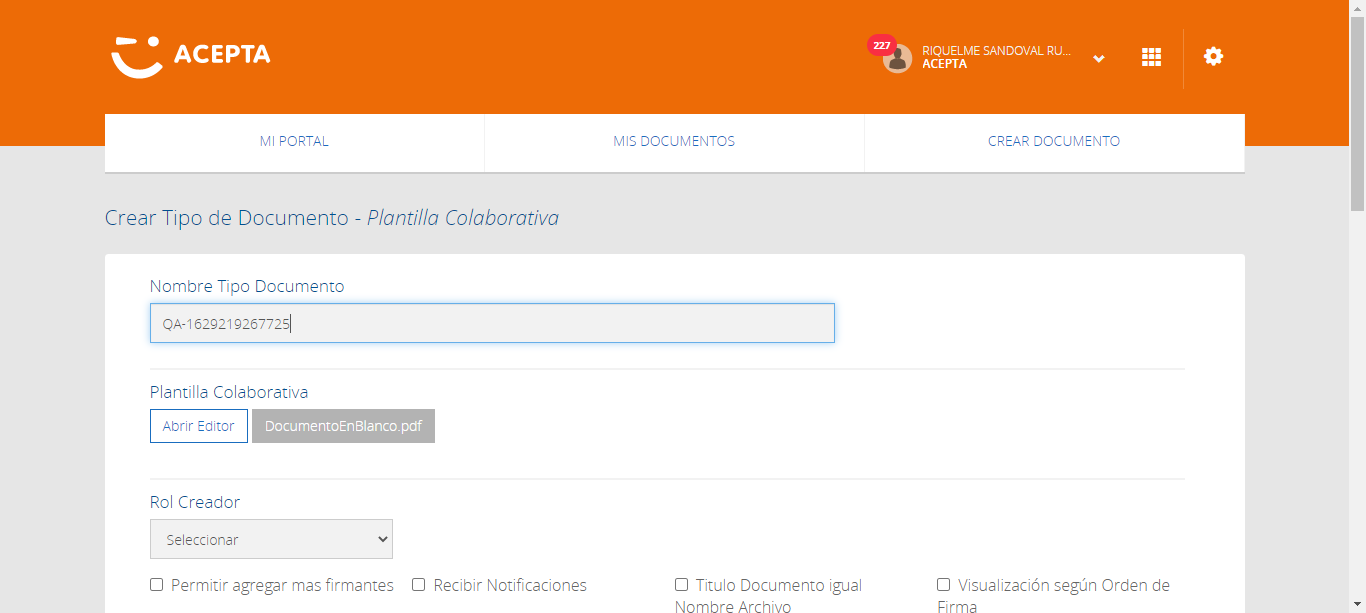 ACEPTA
227
RIQUELME SANDOVAL RU...
ACEPTA
MI PORTAL
MIS DOCUMENTOS
CREAR DOCUMENTO
Crear Tipo de Documento - Plantilla Colaborativa
Nombre Tipo Documento
QA-1629219267725
Plantilla Colaborativa
Abrir Editor
DocumentoEnBlanco.pdf
Rol Creador
Seleccionar
Permitir agregar mas firmantes
Recibir Notificaciones
Titulo Documento igual
Nombre Archivo
Visualización según Orden de
Firma